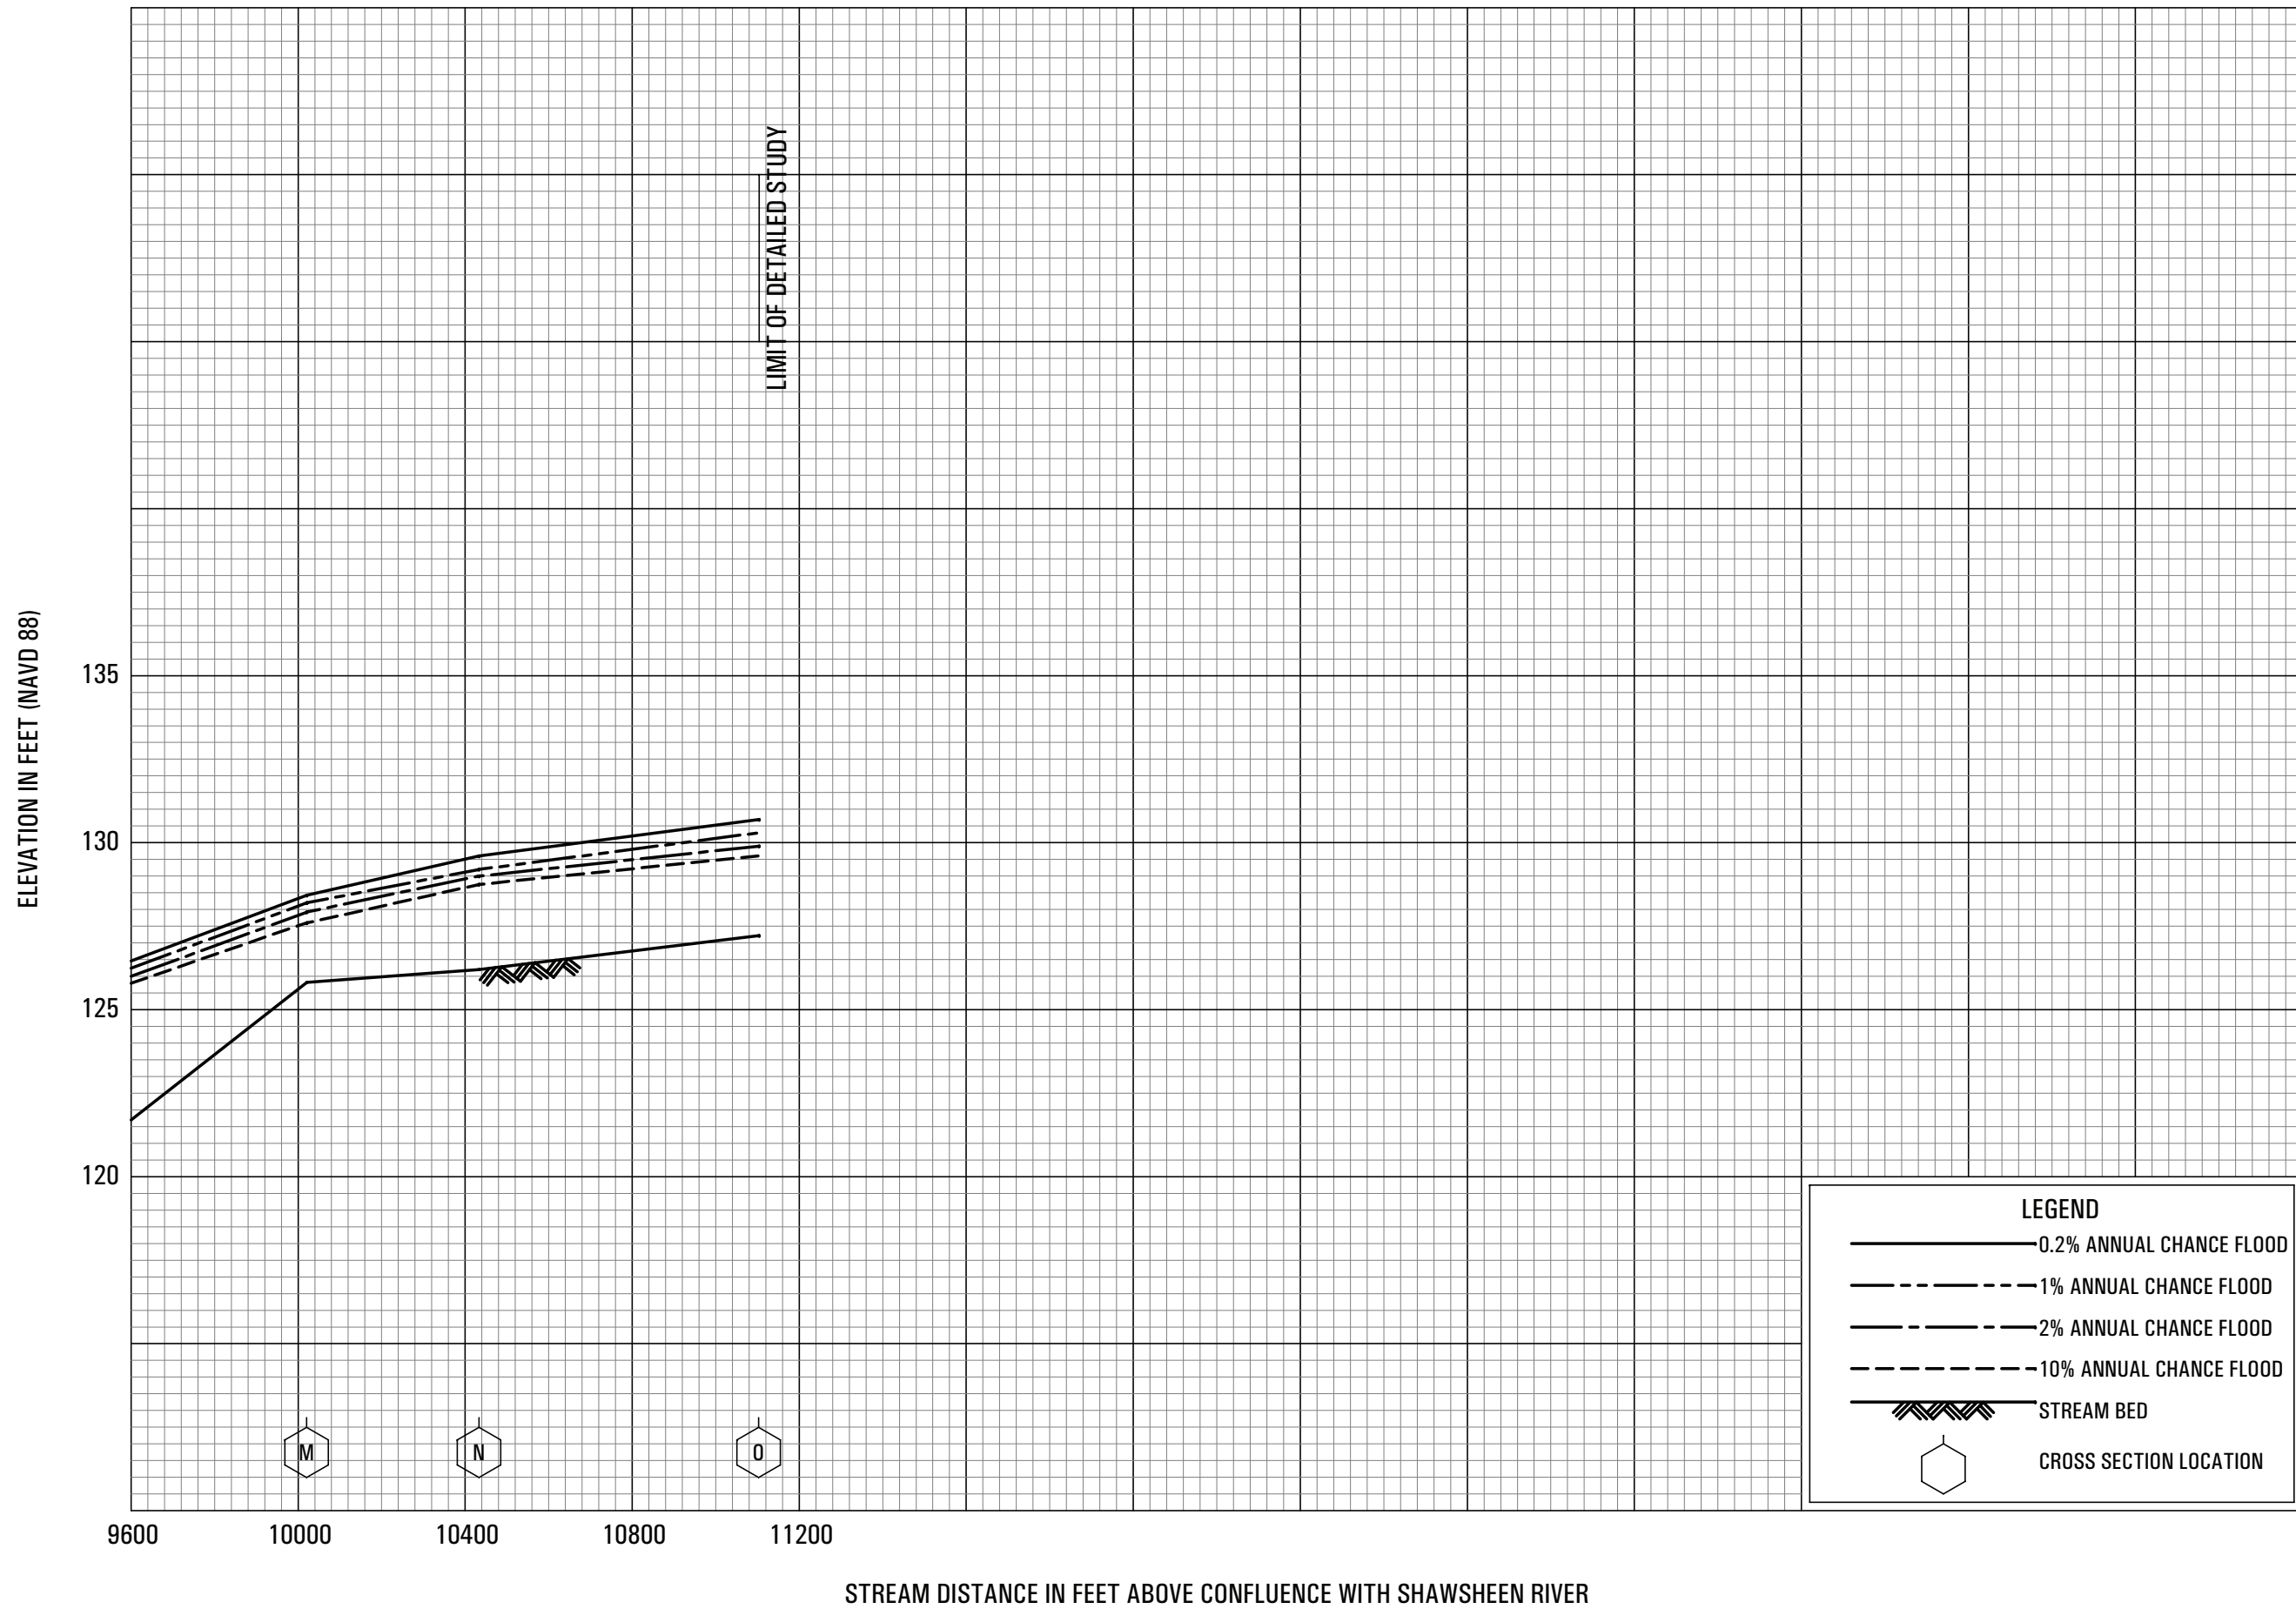 LIMIT OF DETAILED STUDY
ELEVATION IN FEET (NAVD 88)
135
130
125
120
LEGEND
0.2% ANNUAL CHANCE FLOOD
1% ANNUAL CHANCE FLOOD
2% ANNUAL CHANCE FLOOD
10% ANNUAL CHANCE FLOOD
STREAM BED
CROSS SECTION LOCATION
M
N
O
9600
10000
10400
10800
11200
STREAM DISTANCE IN FEET ABOVE CONFLUENCE WITH SHAWSHEEN RIVER